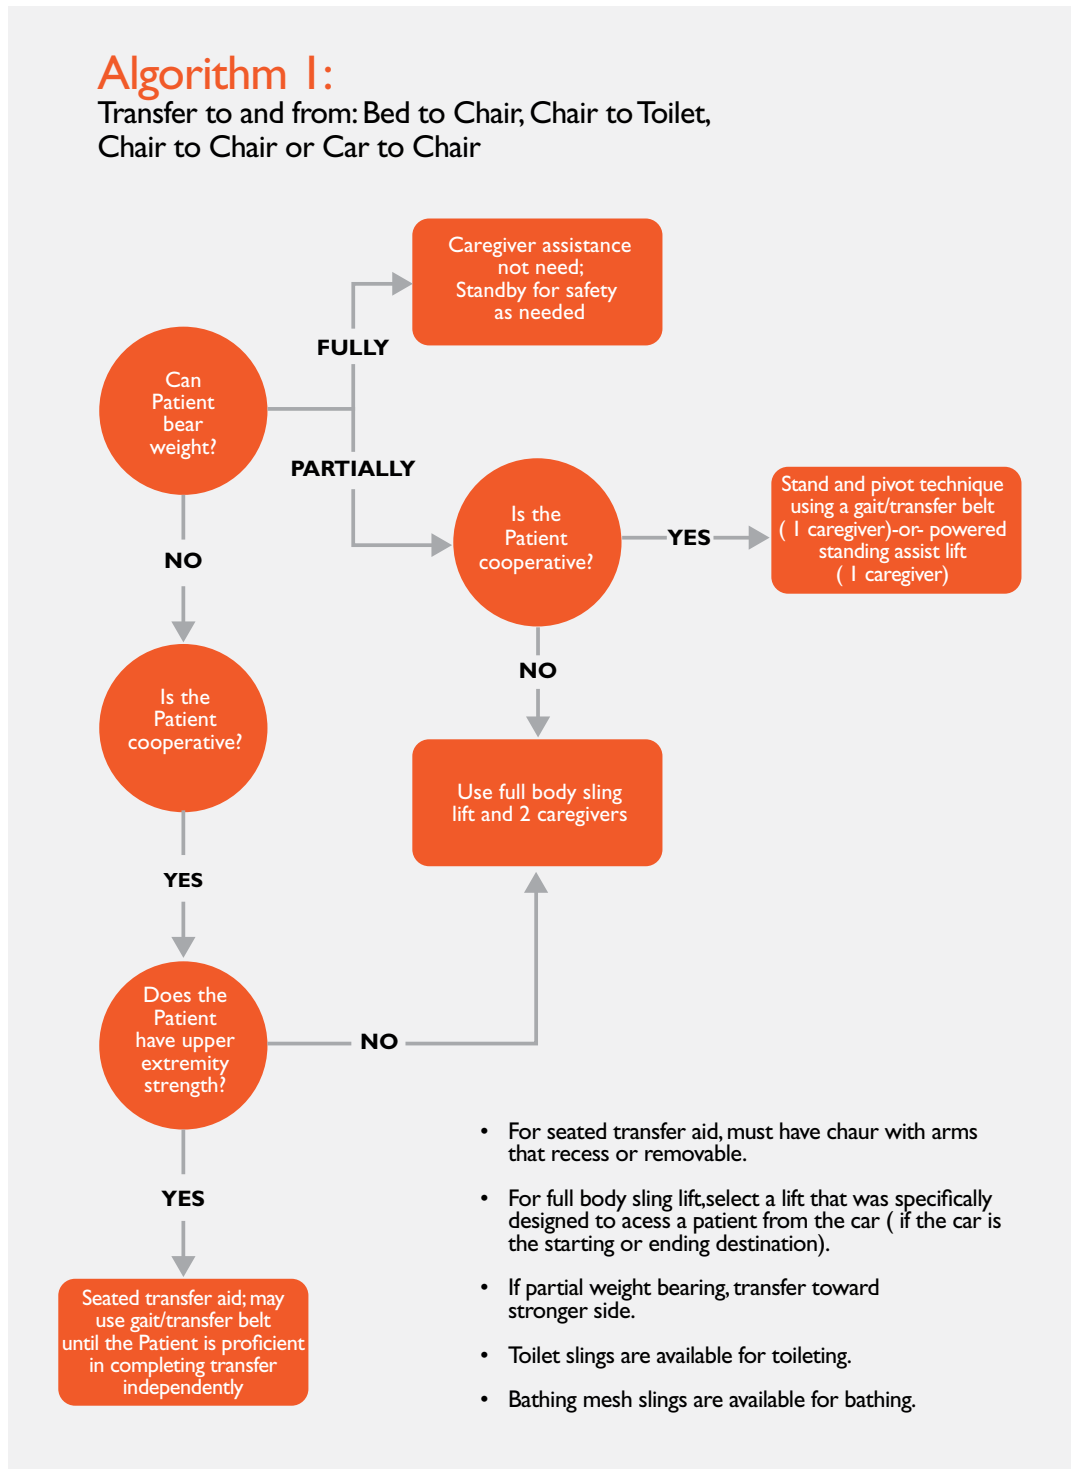 Algorithm 1:
Transfer to and from: Bed to Chair, Chair to Toilet,
Chair to Chair or Car to Chair
Caregiver assistance
not need;
Standby for safety
as needed
FULLY
Can
Patient
bear
weight?
PARTIALLY
Is the
Patient
cooperative?
YES
Stand and pivot technique
using a gait/transfer belt
( 1 caregiver)-or- powered
standing assist lift
( 1 caregiver)
NO
NO
Is the
Patient
cooperative?
Use full body sling
lift and 2 caregivers
YES
Does the
Patient
have upper
extremity
strength?
NO
YES
Seated transfer aid; may
use gait/transfer belt
until the Patient is proficient
in completing transfer
independently
• For seated transfer aid, must have chaur with arms
that recess or removable.
• For full body sling lift,select a lift that was specifically
designed to acess a patient from the car ( if the car is
the starting or ending destination).
• If partial weight bearing, transfer toward
stronger side.
• Toilet slings are available for toileting.
• Bathing mesh slings are available for bathing.